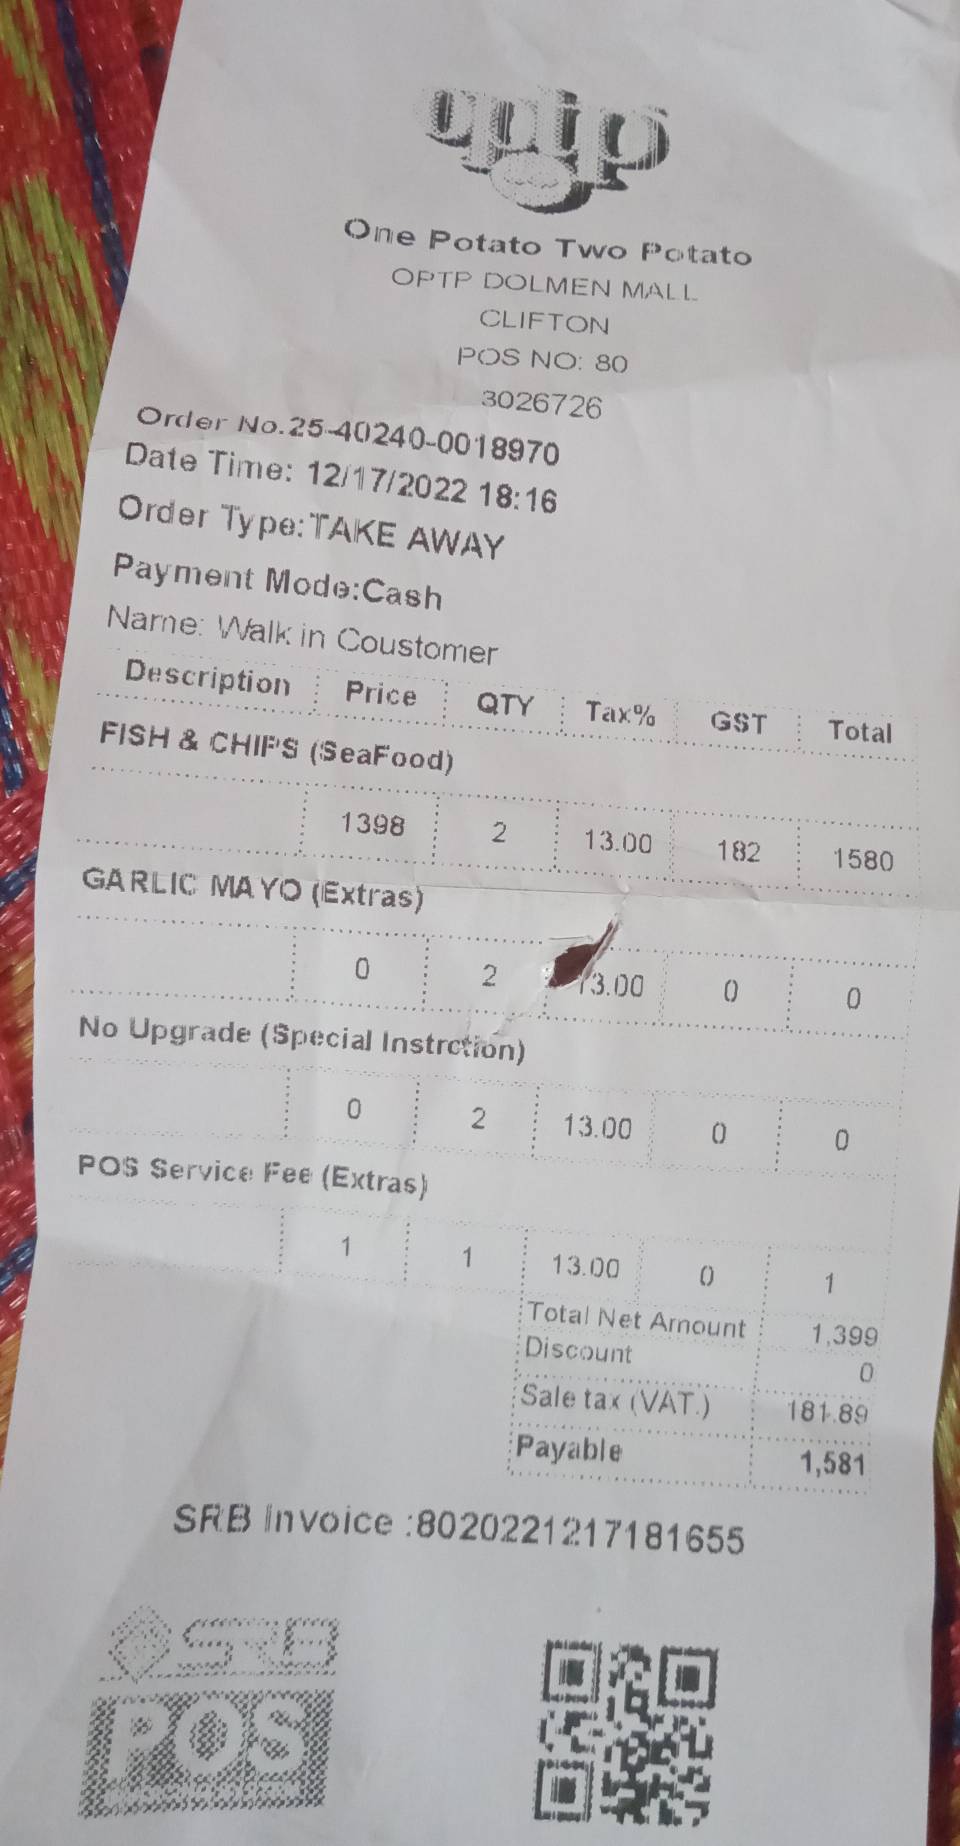 optp
One Potato Two Potato
OPTP DOLMEN MALL
CLIFTON
POS NO: 80
3026726
Order No.25-40240-0018970
Date Time: 12/17/2022 18:16
Order Type:TAKE AWAY
Payment Mode:Cash
Name: Walk in Coustomer
Description Price QTY Tax% GST Total
FISH & CHIPS (SeaFood)
1398 2 13.00 182 1580
GARLIC MAYO (Extras)
0 2 13.00 0 0
No Upgrade (Special Instrction)
0 2 13.00 0 0
POS Service Fee (Extras)
1 1 13.00 0 1
Total Net Amount 1,399
Discount 0
Sale tax (VAT.) 181.89
Payable 1,581
SRB Invoice :8020221217181655
SRB
POS